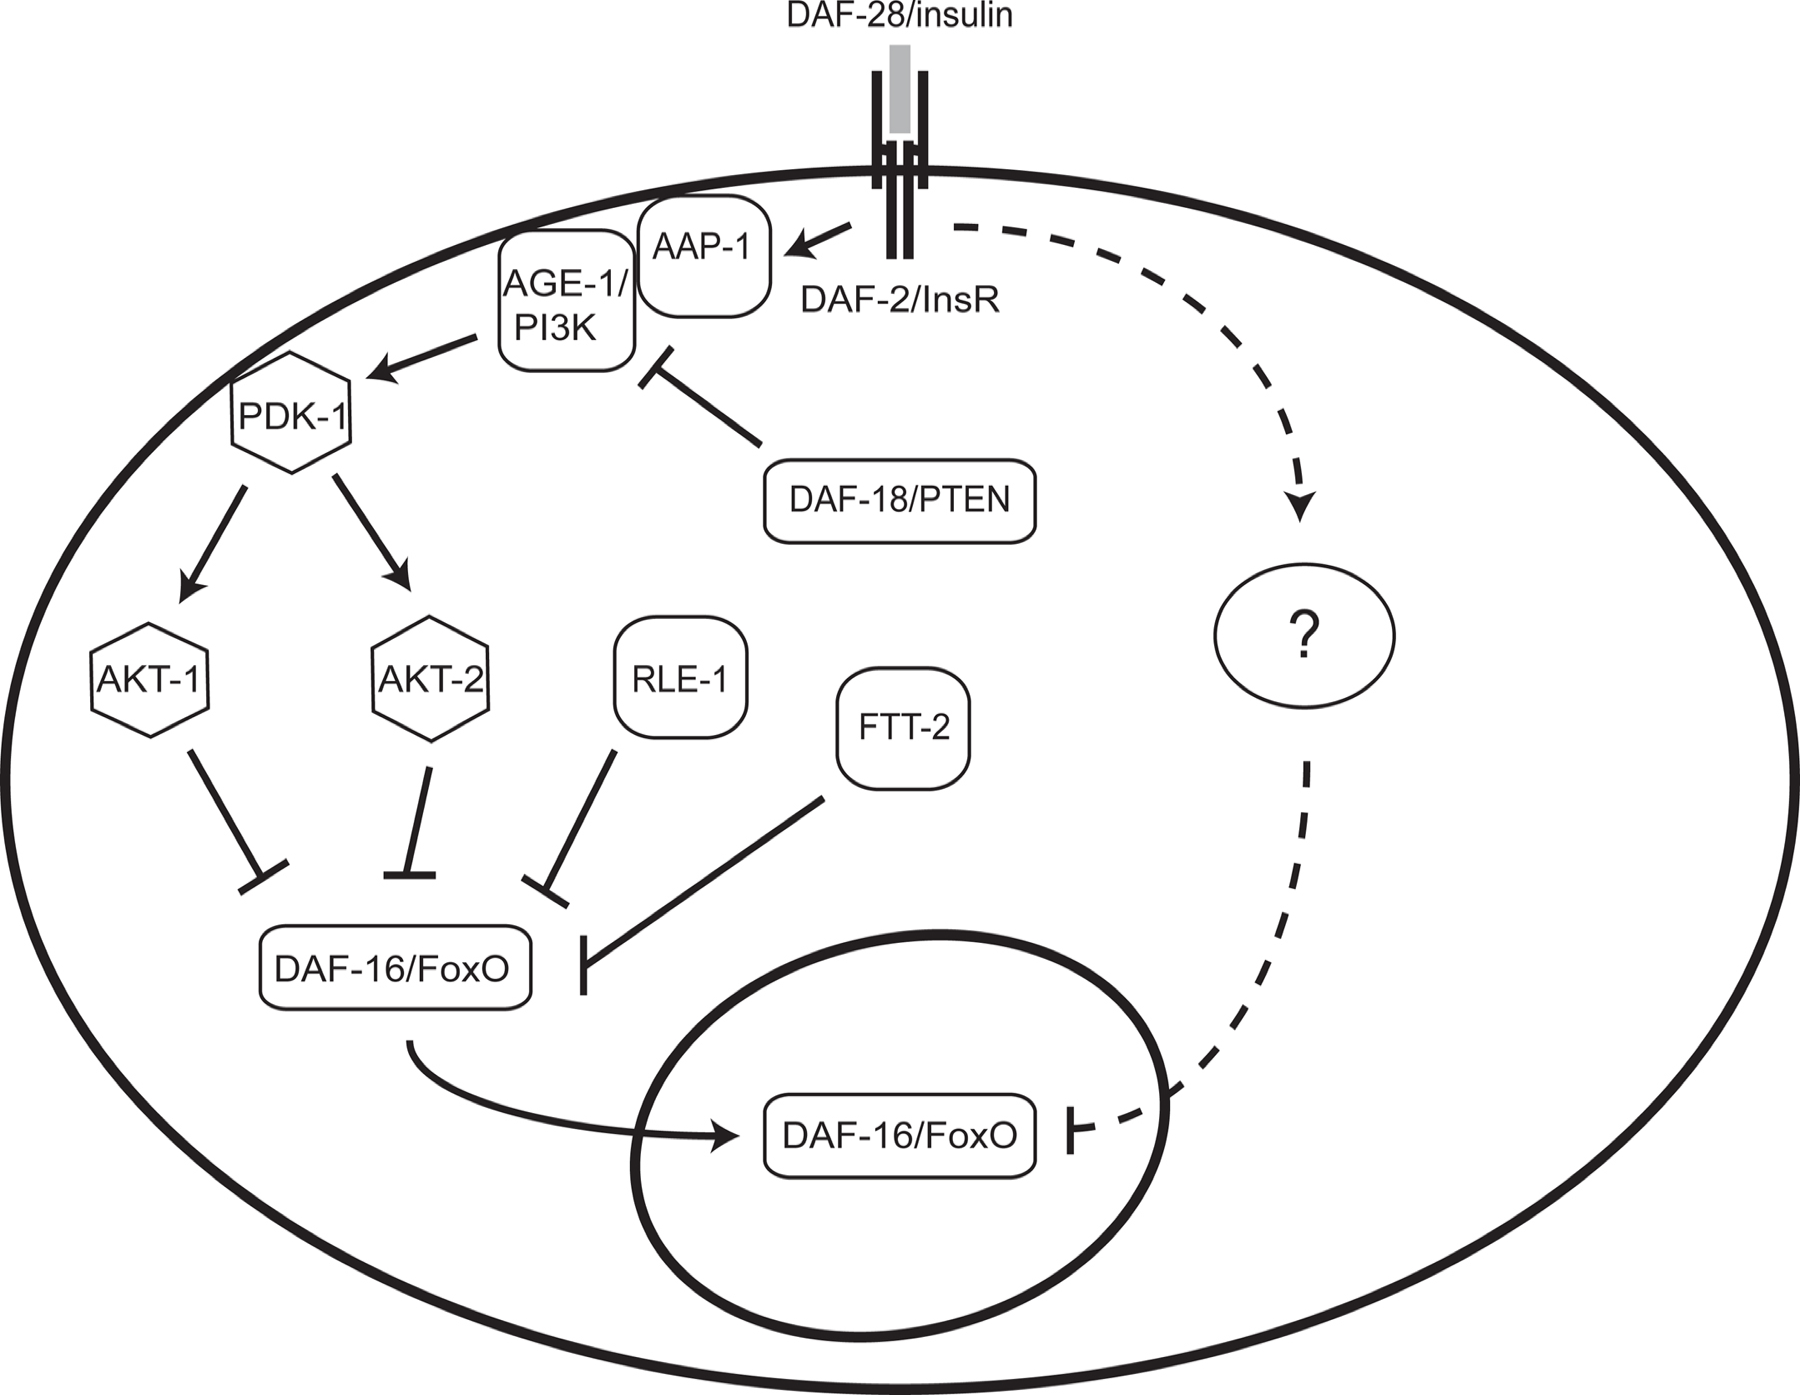 DAF-28/insulin
AAP-1
AGE-1/
PI3K
DAF-2/InsR
PDK-1
DAF-18/PTEN
?
AKT-1
AKT-2
RLE-1
FTT-2
DAF-16/FoxO
DAF-16/FoxO